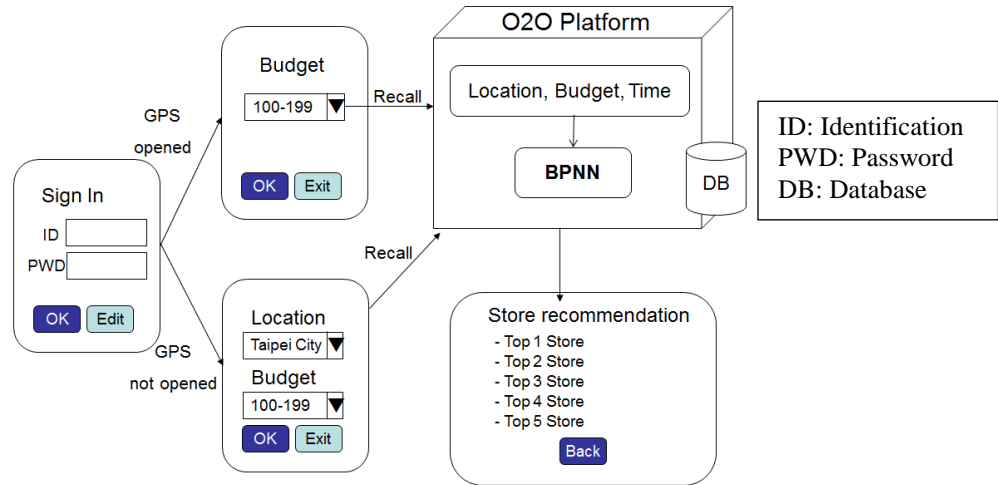 Sign In
ID
PWD
OK Edit
GPS
opened
GPS
not opened
Budget
100-199
OK Exit
Recall
Location
Taipei City
Budget
100-199
OK Exit
Recall
O2O Platform
Location, Budget, Time
BPNN
DB
Store recommendation
- Top 1 Store
- Top 2 Store
- Top 3 Store
- Top 4 Store
- Top 5 Store
Back
ID: Identification
PWD: Password
DB: Database